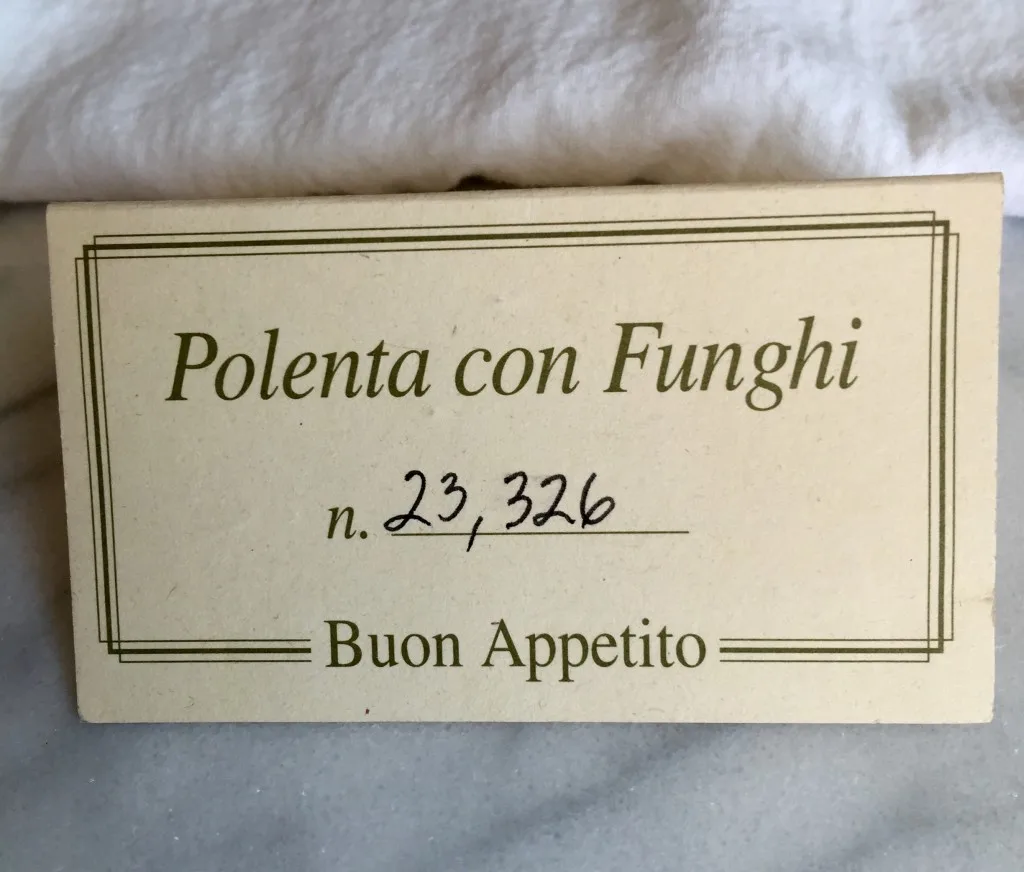 Polenta con Funghi
n. 23,326
Buon Appetito